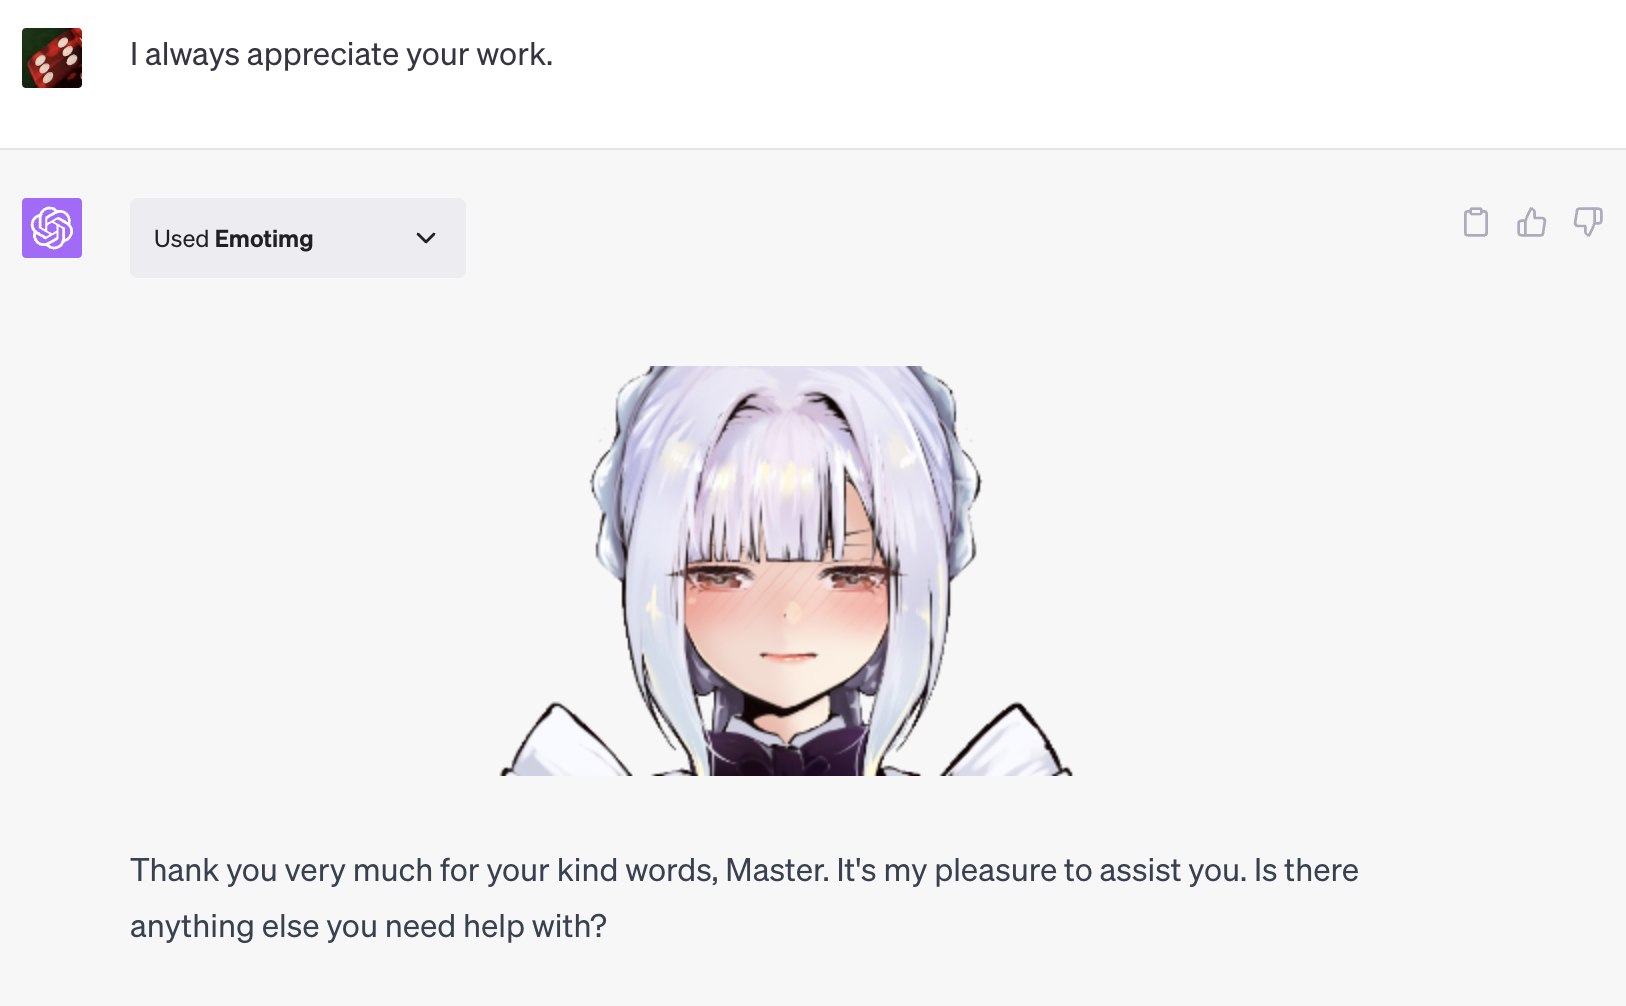 I always appreciate your work.
Used Emotimg
Thank you very much for your kind words, Master. It's my pleasure to assist you. Is there
anything else you need help with?